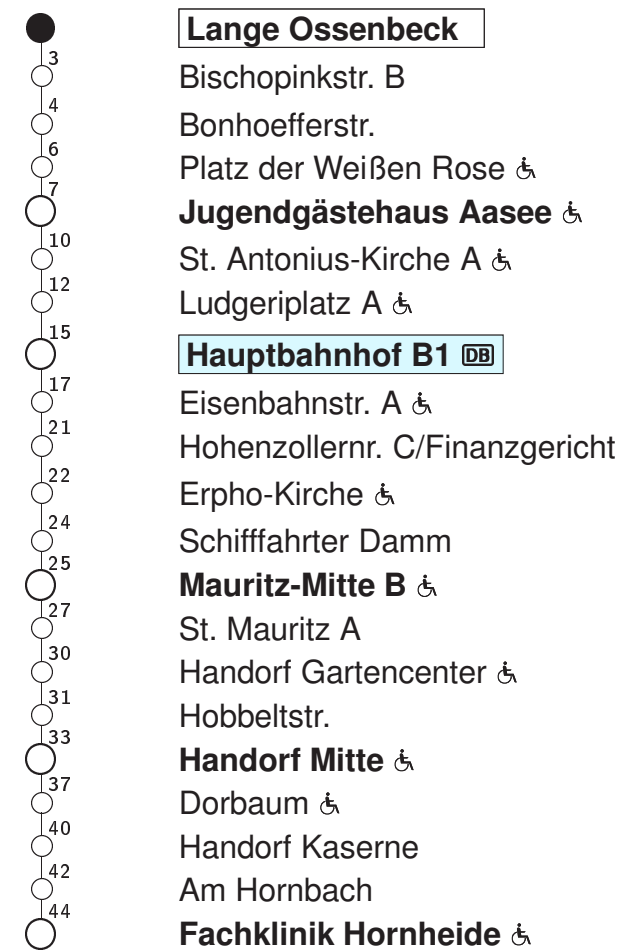 Lange Ossenbeck
3
Bischopinkstr. B
4
Bonhoefferstr.
6
Platz der Weißen Rose
7
Jugendgästehaus Aasee
10
St. Antonius-Kirche A
12
Ludgeriplatz A
15
Hauptbahnhof B1 DB
17
Eisenbahnstr. A
21
Hohenzollernr. C/Finanzgericht
22
Erpho-Kirche
24
Schifffahrter Damm
25
Mauritz-Mitte B
27
St. Mauritz A
30
Handorf Gartencenter
31
Hobbeltstr.
33
Handorf Mitte
37
Dorbaum
40
Handorf Kaserne
42
Am Hornbach
44
Fachklinik Hornheide